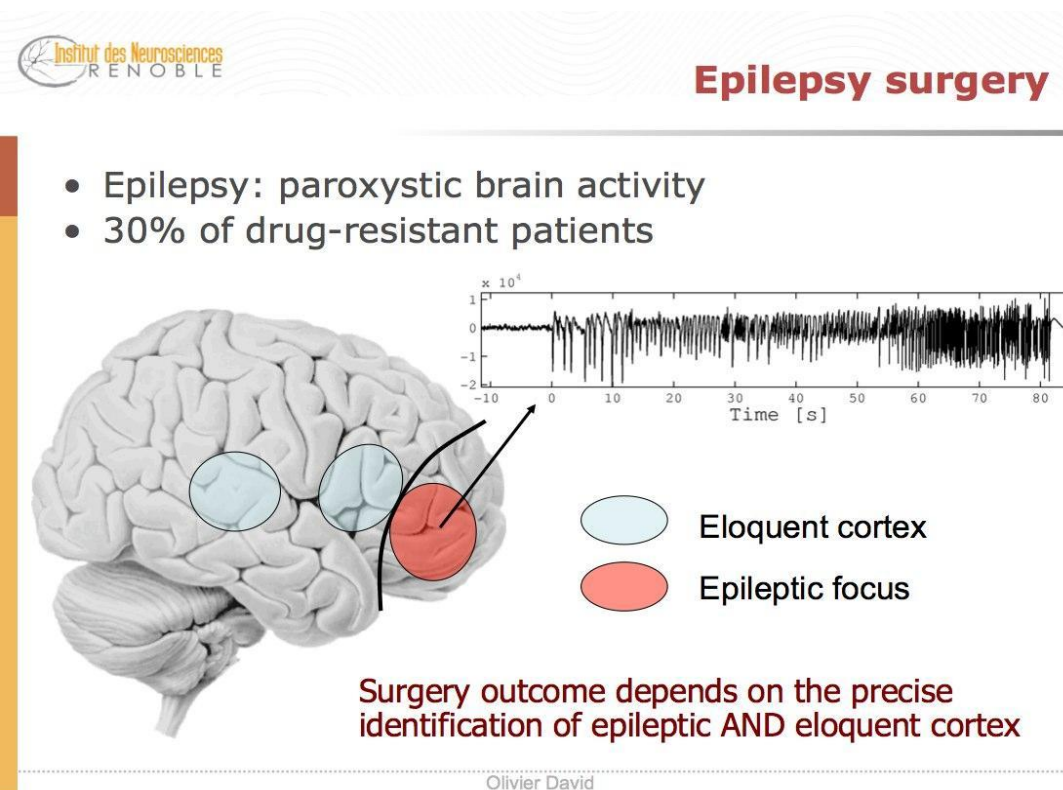 Institut des Neurosciences
RENOBLE
Epilepsy surgery
• Epilepsy: paroxystic brain activity
• 30% of drug-resistant patients
x 10⁴
1
0
-1
-2
-10 0 10 20 30 40 50 60 70 80
Time [s]
Eloquent cortex
Epileptic focus
Surgery outcome depends on the precise
identification of epileptic AND eloquent cortex
Olivier David